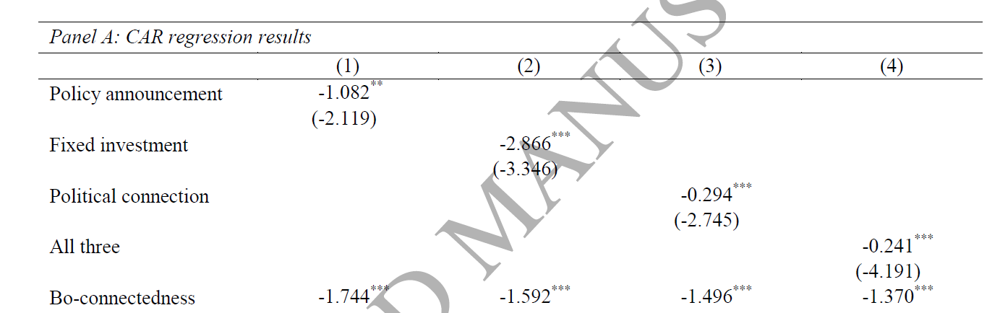 Panel A: CAR regression results
(1) (2) (3) (4)
Policy announcement -1.082**
(-2.119)
Fixed investment -2.866***
(-3.346)
Political connection -0.294***
(-2.745)
All three -0.241***
(-4.191)
Bo-connectedness -1.744*** -1.592*** -1.496*** -1.370***
D MANUS